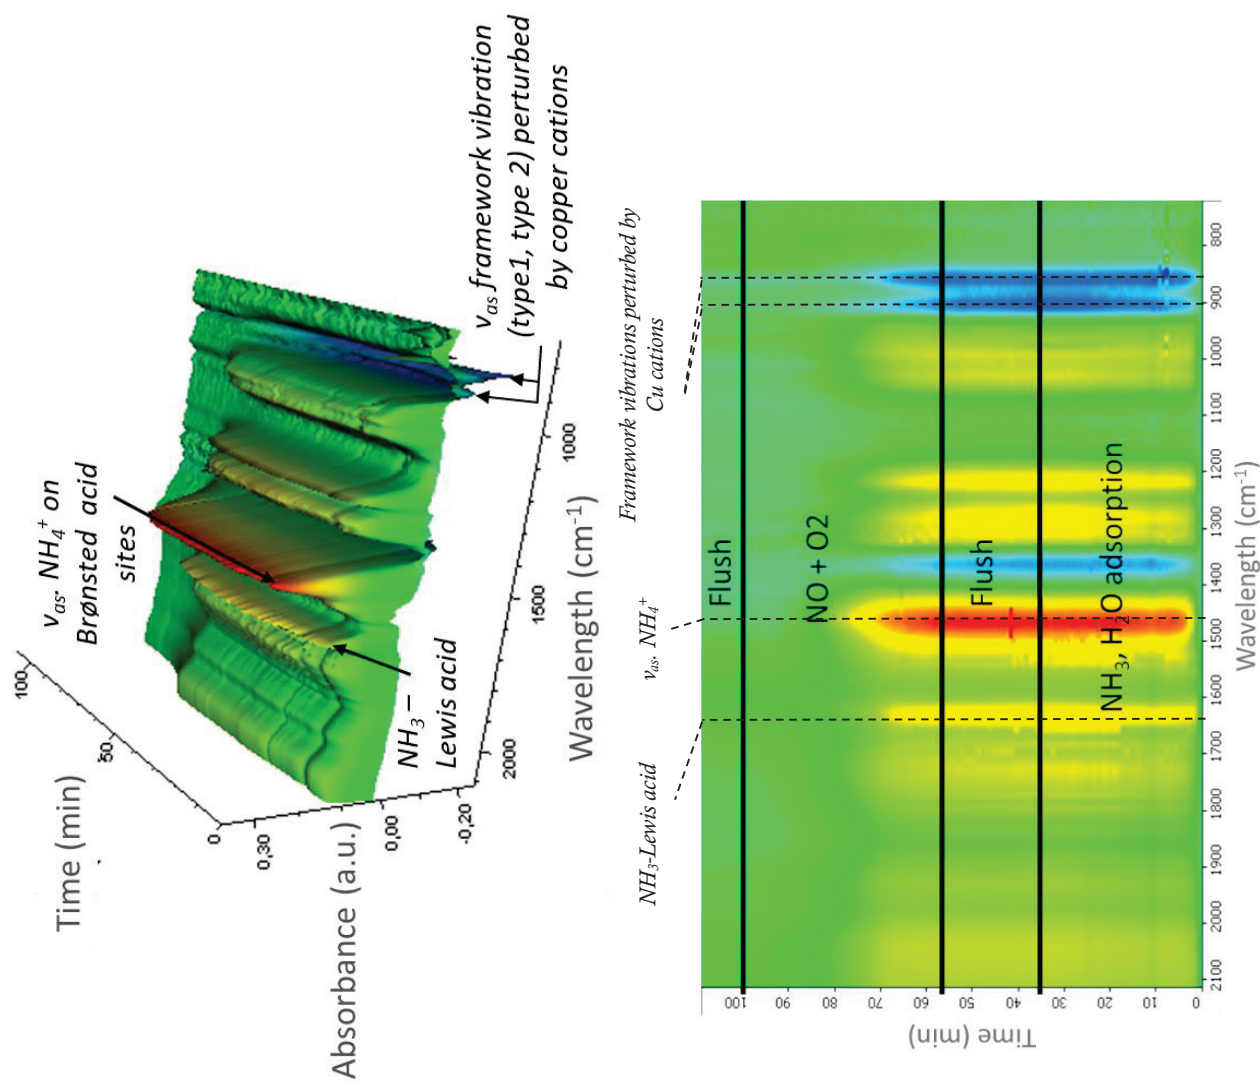 Time (min)
100
50
0
0,30
0,00
-0,20
Absorbance (a.u.)
νas. NH4+ on
Brønsted acid
sites
NH3 –
Lewis acid
2000
1500
1000
Wavelength (cm-1)
νas framework vibration
(type1, type 2) perturbed
by copper cations
NH3-Lewis acid
νas. NH4+
Framework vibrations perturbed by
Cu cations
Flush
NO + O2
Flush
NH3, H2O adsorption
Time (min)
100
90
80
70
60
50
40
30
20
10
0
2100
2000
1900
1800
1700
1600
1500
1400
1300
1200
1100
1000
900
800
Wavelength (cm-1)